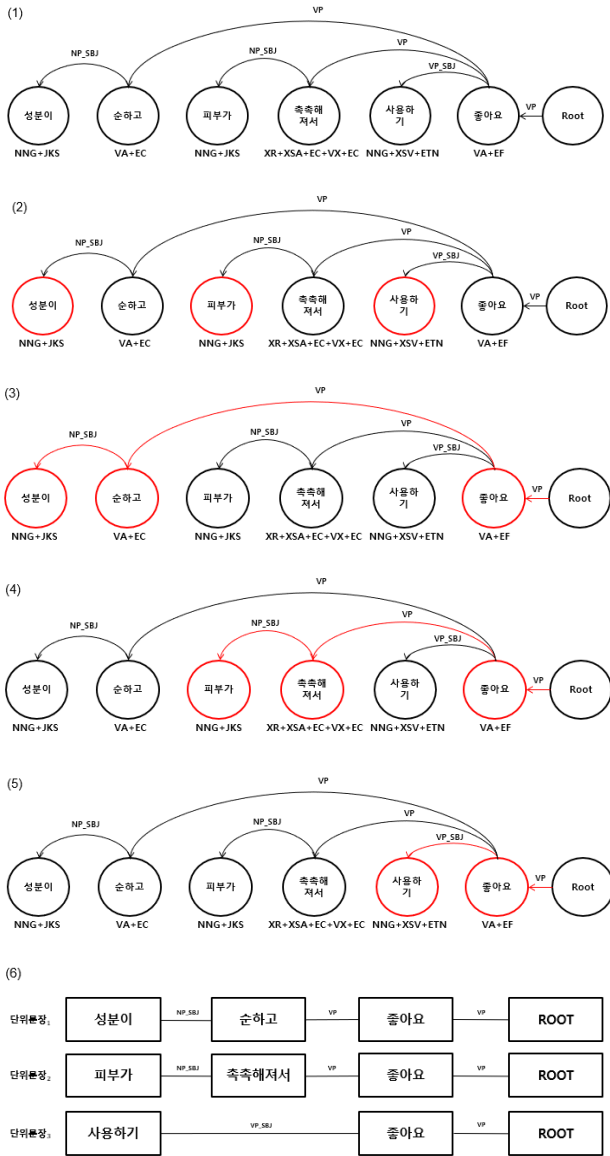 (1)
VP
NP_SBJ
NP_SBJ
VP
VP_SBJ
성분이
순하고
피부가
촉촉해
져서
사용하
기
좋아요
VP
Root
NNG+JKS
VA+EC
NNG+JKS
XR+XSA+EC+VX+EC
NNG+XSV+ETN
VA+EF
(2)
VP
NP_SBJ
NP_SBJ
VP
VP_SBJ
성분이
순하고
피부가
촉촉해
져서
사용하
기
좋아요
VP
Root
NNG+JKS
VA+EC
NNG+JKS
XR+XSA+EC+VX+EC
NNG+XSV+ETN
VA+EF
(3)
VP
NP_SBJ
NP_SBJ
VP
VP_SBJ
성분이
순하고
피부가
촉촉해
져서
사용하
기
좋아요
VP
Root
NNG+JKS
VA+EC
NNG+JKS
XR+XSA+EC+VX+EC
NNG+XSV+ETN
VA+EF
(4)
VP
NP_SBJ
NP_SBJ
VP
VP_SBJ
성분이
순하고
피부가
촉촉해
져서
사용하
기
좋아요
VP
Root
NNG+JKS
VA+EC
NNG+JKS
XR+XSA+EC+VX+EC
NNG+XSV+ETN
VA+EF
(5)
VP
NP_SBJ
NP_SBJ
VP
VP_SBJ
성분이
순하고
피부가
촉촉해
져서
사용하
기
좋아요
VP
Root
NNG+JKS
VA+EC
NNG+JKS
XR+XSA+EC+VX+EC
NNG+XSV+ETN
VA+EF
(6)
단위문장1 성분이 NP_SBJ 순하고 VP 좋아요 VP ROOT
단위문장2 피부가 NP_SBJ 촉촉해져서 VP 좋아요 VP ROOT
단위문장3 사용하기 VP_SBJ 좋아요 VP ROOT